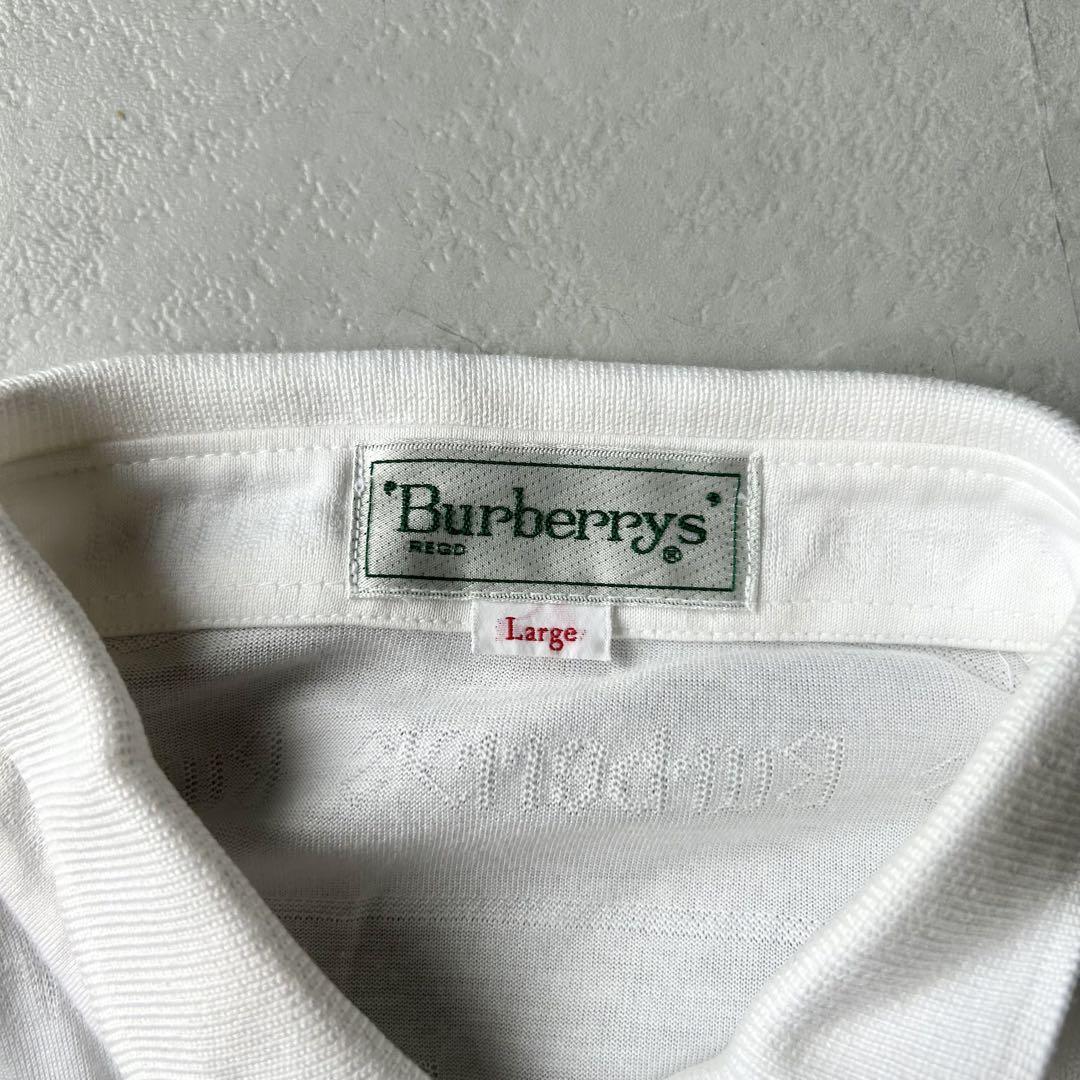 'Burberrys'
REGD ®
Large